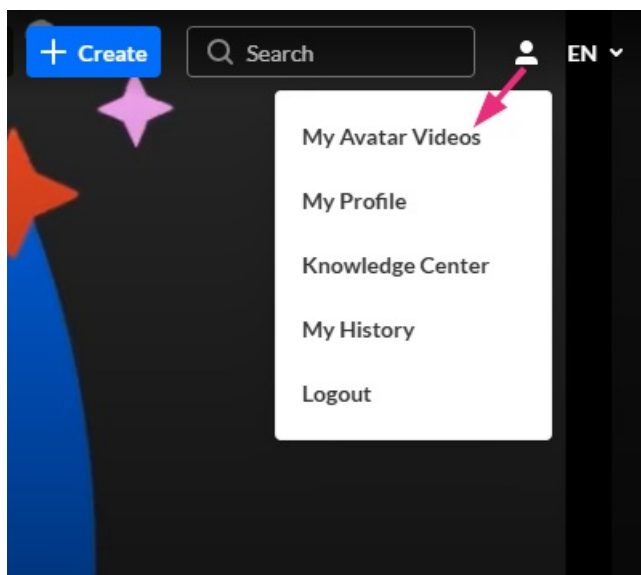 + Create
Search
EN
My Avatar Videos
My Profile
Knowledge Center
My History
Logout